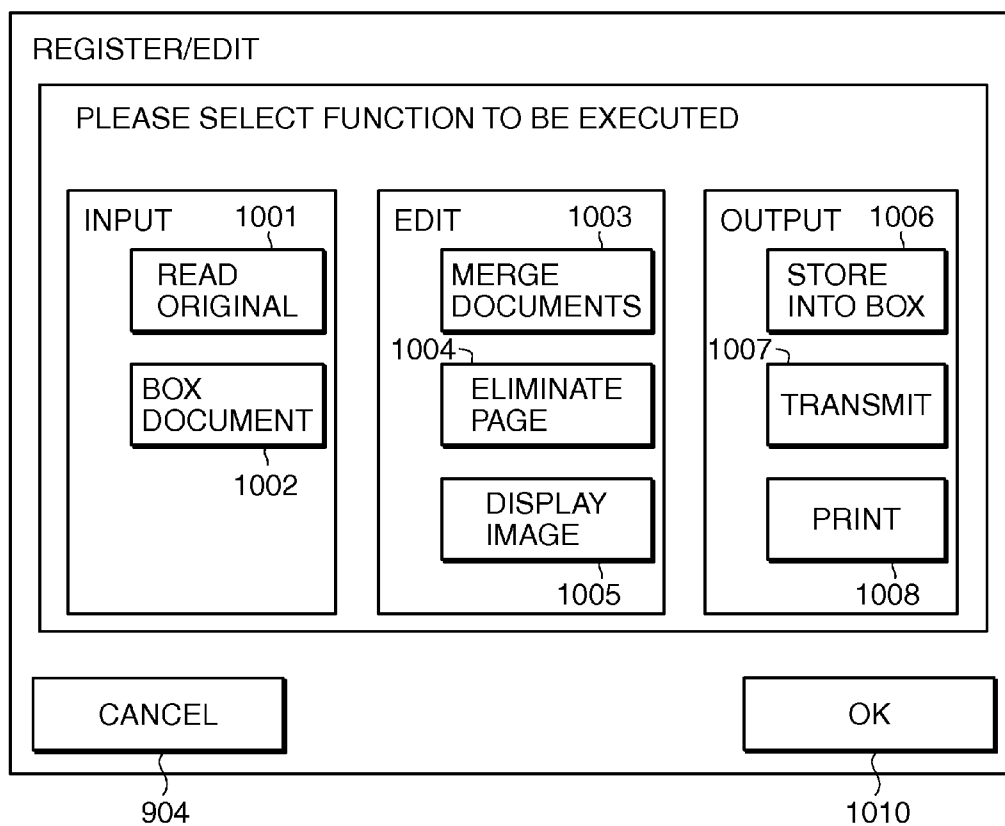 REGISTER/EDIT
PLEASE SELECT FUNCTION TO BE EXECUTED
INPUT
1001
READ
ORIGINAL
BOX
DOCUMENT
1002
EDIT
1003
MERGE
DOCUMENTS
1004
ELIMINATE
PAGE
DISPLAY
IMAGE
1005
OUTPUT
1006
STORE
INTO BOX
1007
TRANSMIT
PRINT
1008
CANCEL
OK
904
1010